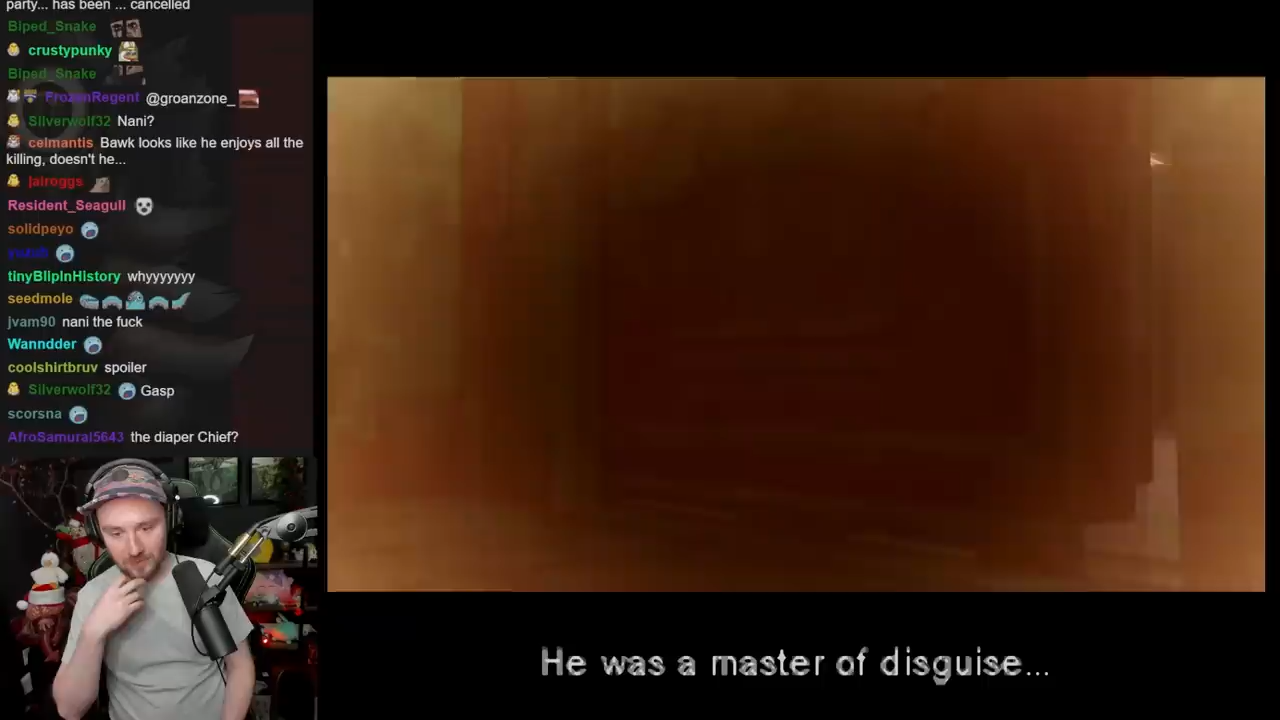 party... has been ... cancelled
Biped_Snake
crustypunky
Biped_Snake
FrozenRegent @groanzone_
Silverwolf32 Nani?
celmantis Bawk looks like he enjoys all the
killing, doesn't he...
jalroggs
Resident_Seagull
solidpeyo
tinyBlipInHistory whyyyyyyy
seedmole
jvam90 nani the fuck
Wanndder
coolshirtbruv spoiler
Silverwolf32 Gasp
scorsna
AfroSamurai5643 the diaper Chief?
He was a master of disguise...